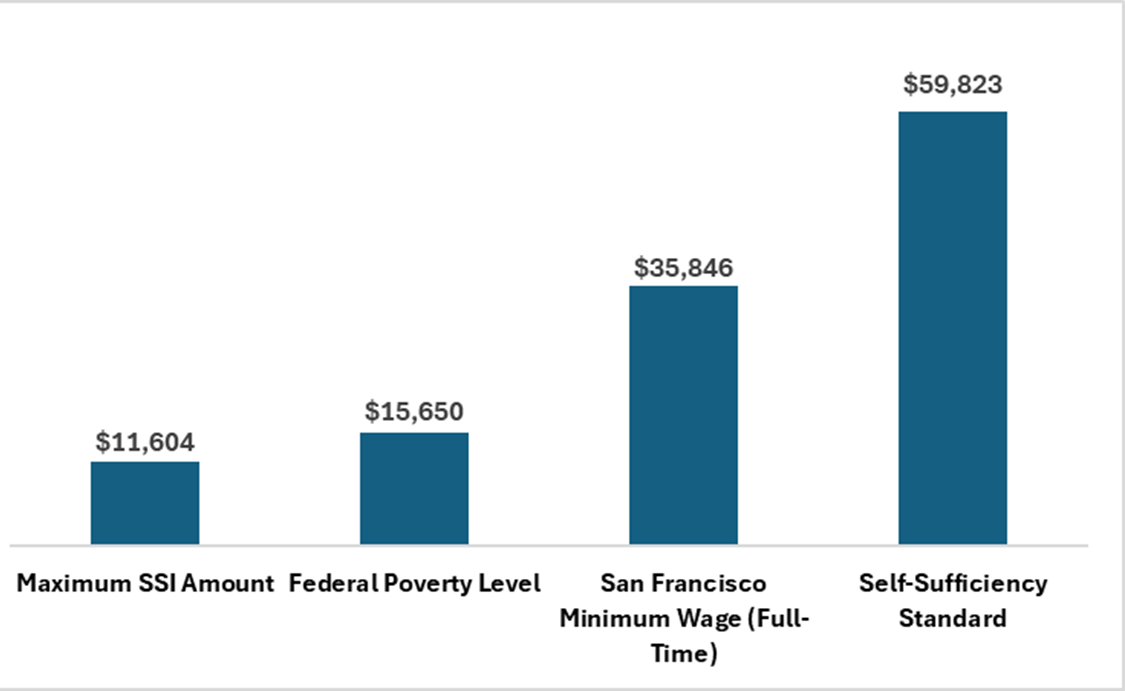 $59,823
$35,846
$15,650
$11,604
Maximum SSI Amount
Federal Poverty Level
San Francisco
Minimum Wage (Full-
Time)
Self-Sufficiency
Standard